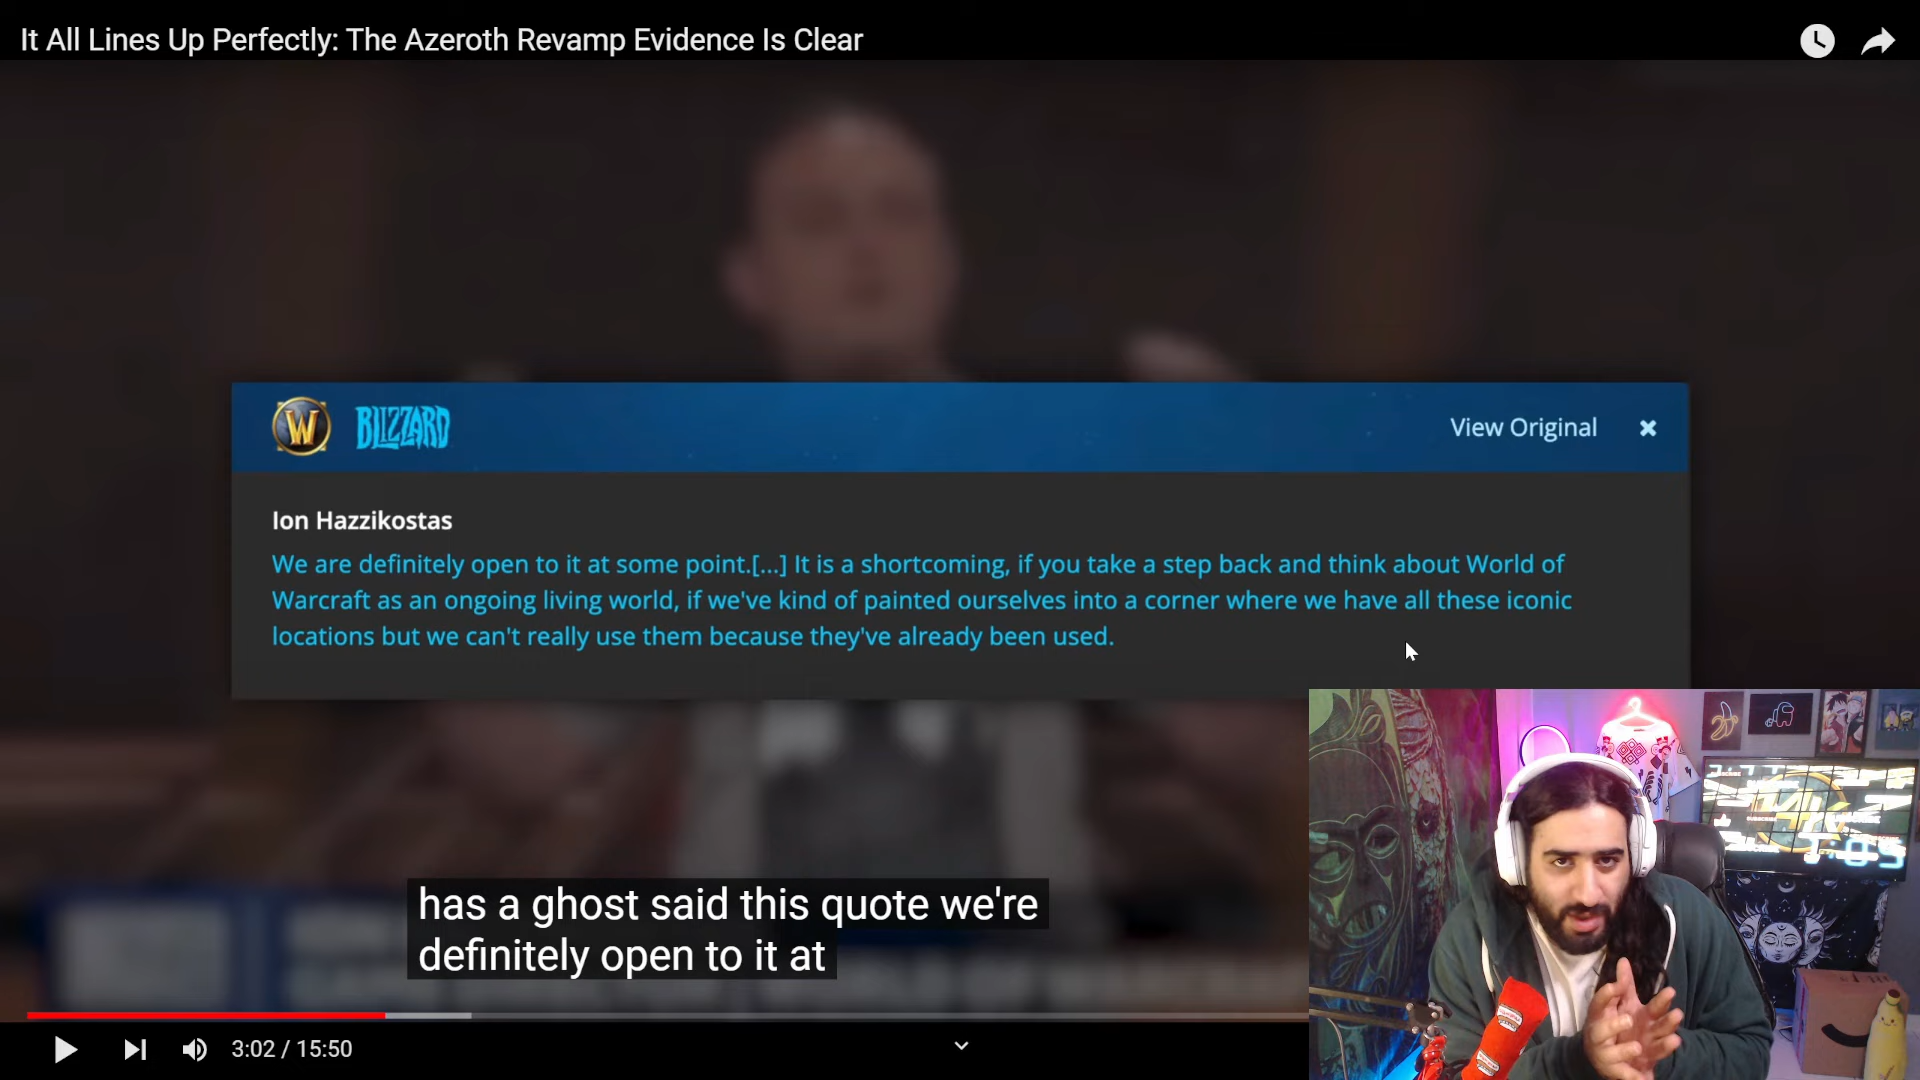 It All Lines Up Perfectly: The Azeroth Revamp Evidence Is Clear
W BLIZZARD
View Original
Ion Hazzikostas
We are definitely open to it at some point.[...] It is a shortcoming, if you take a step back and think about World of
Warcraft as an ongoing living world, if we've kind of painted ourselves into a corner where we have all these iconic
locations but we can't really use them because they've already been used.
has a ghost said this quote we're
definitely open to it at
3:02 / 15:50